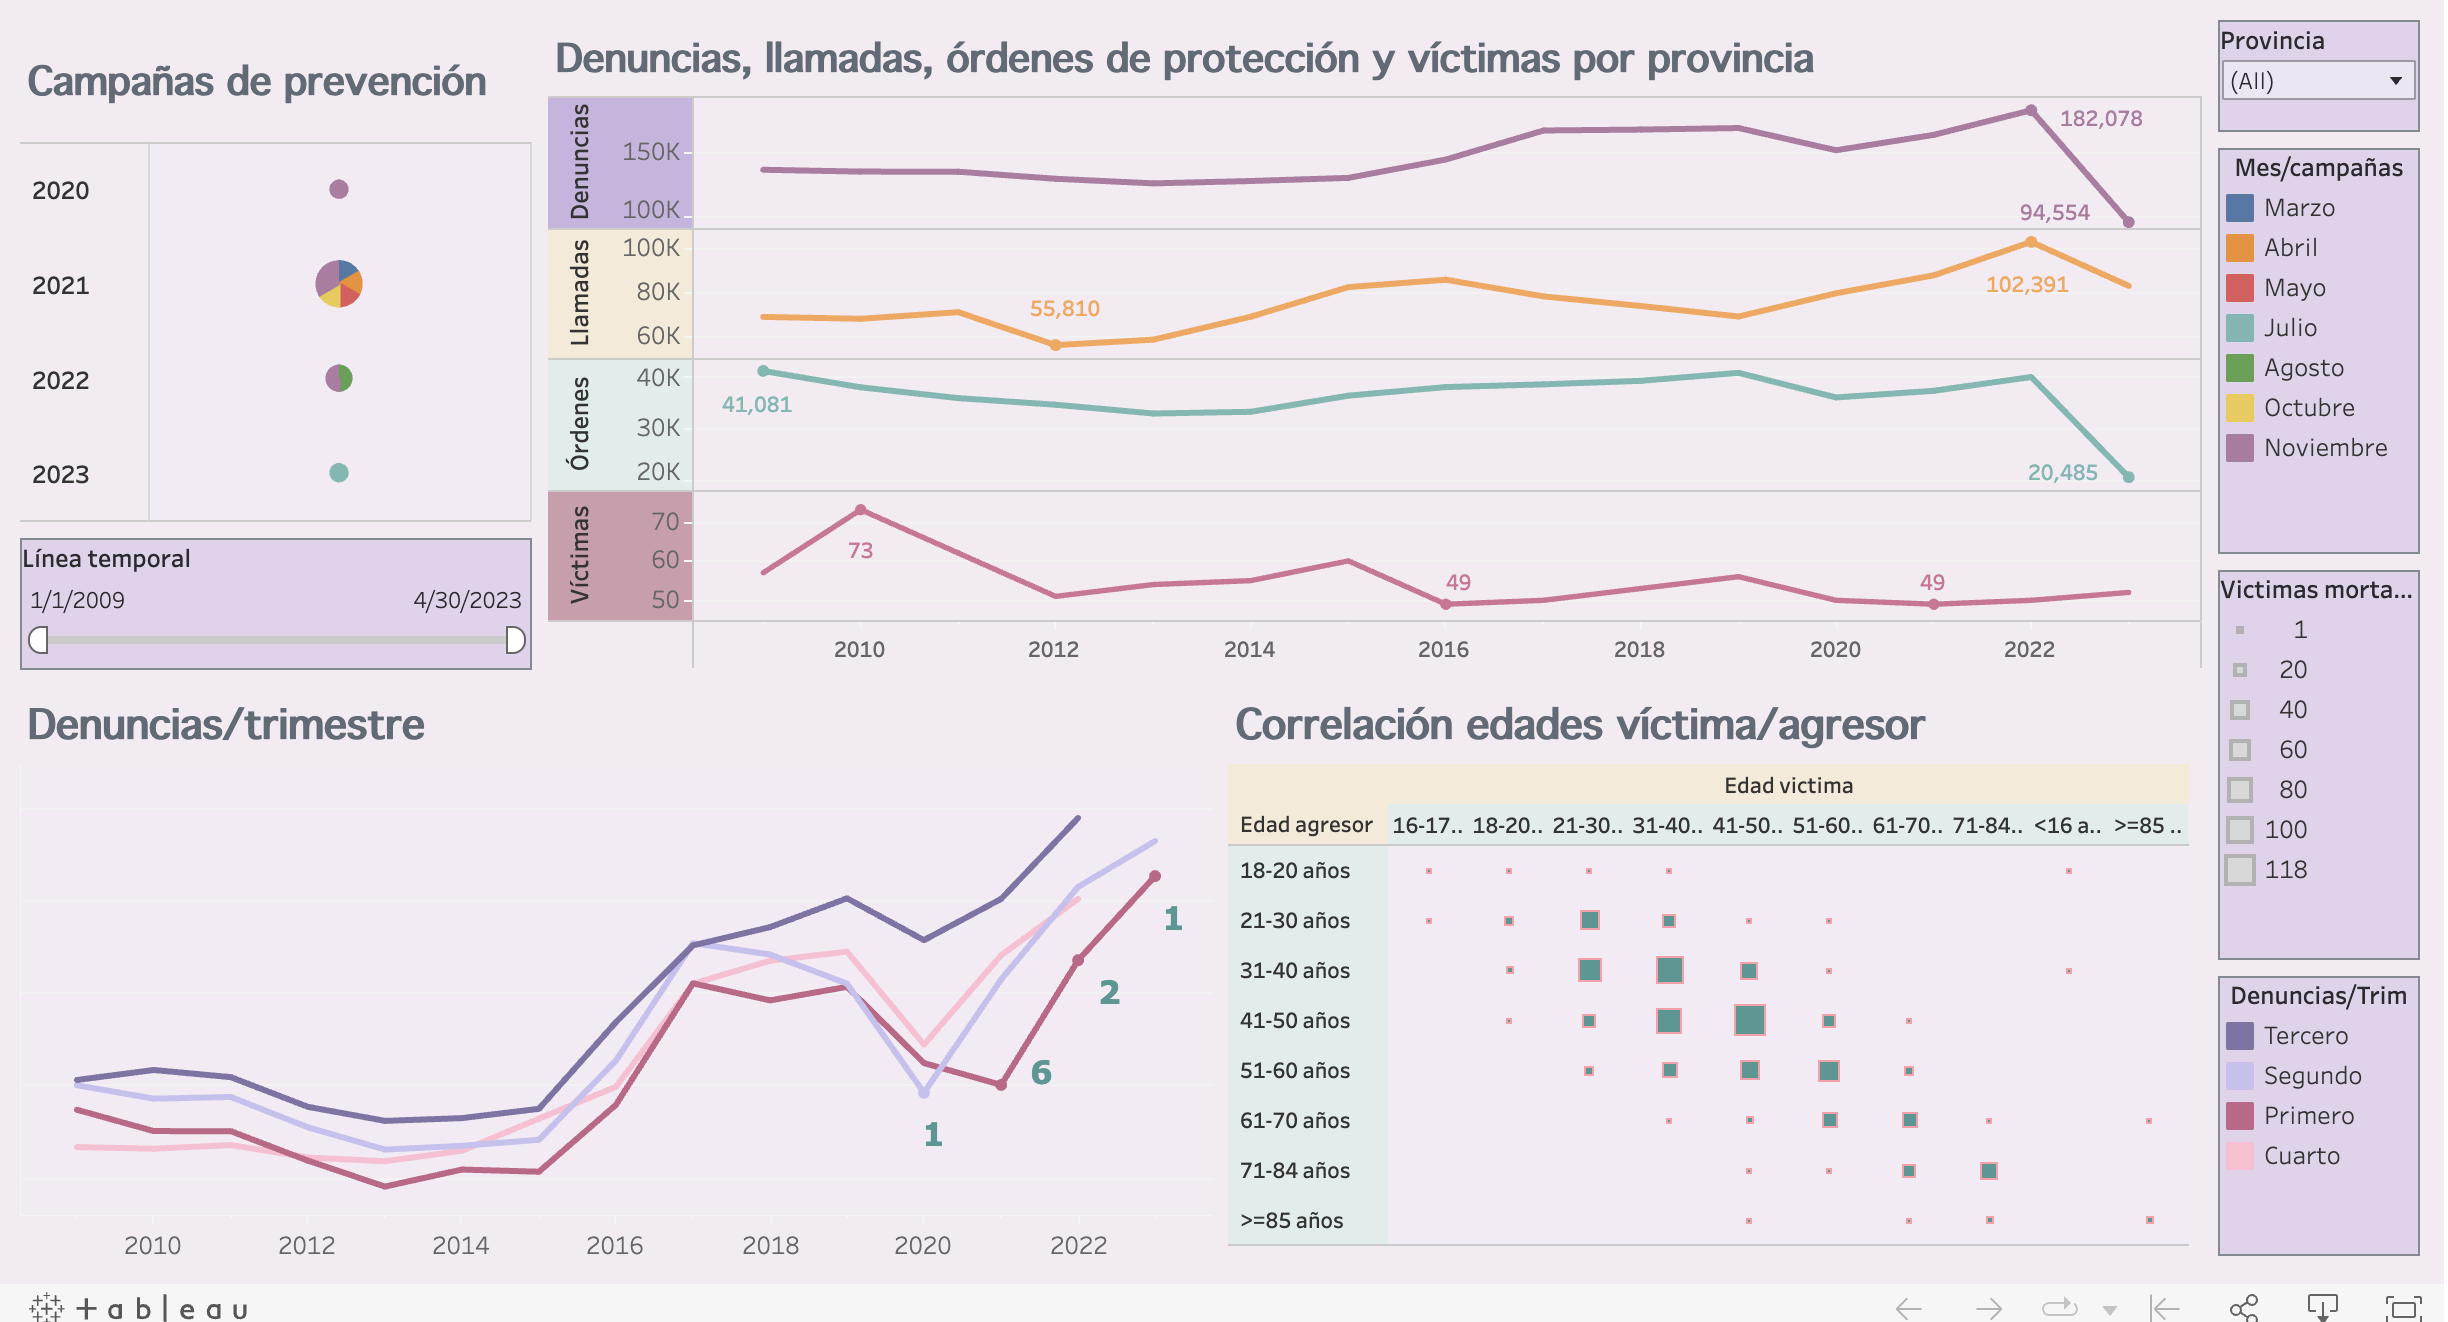 Campañas de prevención
2020
2021
2022
2023
Línea temporal
1/1/2009 4/30/2023
Denuncias, llamadas, órdenes de protección y víctimas por provincia
Denuncias
150K
100K
182,078
94,554
Llamadas
100K
80K
60K
55,810
102,391
Órdenes
40K
30K
20K
41,081
20,485
Víctimas
70
60
50
73
49
49
2010 2012 2014 2016 2018 2020 2022
Provincia
(All)
Mes/campañas
Marzo
Abril
Mayo
Julio
Agosto
Octubre
Noviembre
Victimas morta...
1
20
40
60
80
100
118
Denuncias/Trim
Tercero
Segundo
Primero
Cuarto
Denuncias/trimestre
1
2
6
1
2010 2012 2014 2016 2018 2020 2022
Correlación edades víctima/agresor
Edad victima
Edad agresor 16-17.. 18-20.. 21-30.. 31-40.. 41-50.. 51-60.. 61-70.. 71-84.. <16 a.. >=85 ..
18-20 años
21-30 años
31-40 años
41-50 años
51-60 años
61-70 años
71-84 años
>=85 años
+ableau